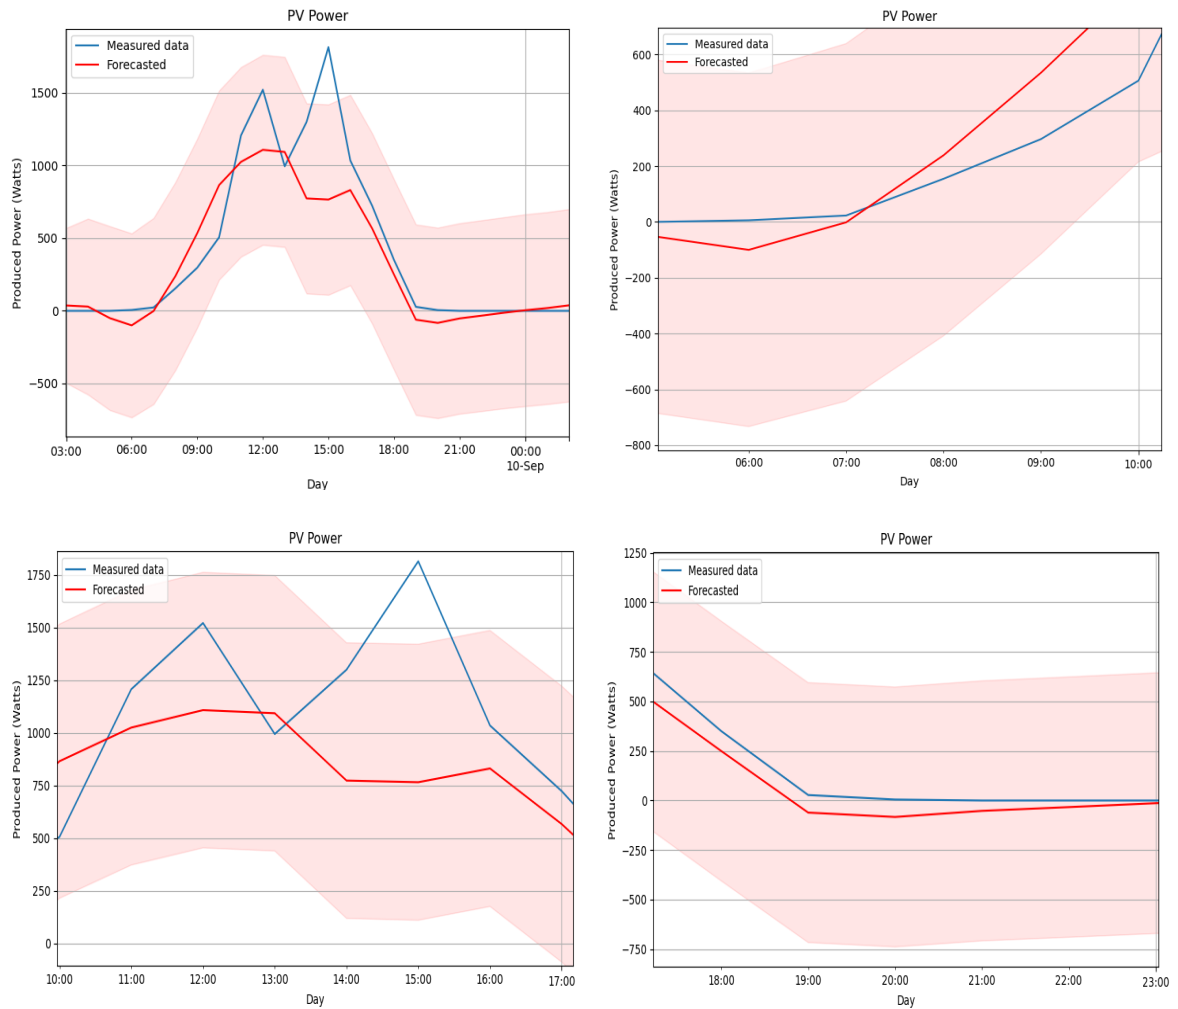 PV Power
Measured data
Forecasted
Produced Power (Watts)
1500
1000
500
0
−500
03:00 06:00 09:00 12:00 15:00 18:00 21:00 00:00
10-Sep
Day
PV Power
Measured data
Forecasted
Produced Power (Watts)
600
400
200
0
−200
−400
−600
−800
06:00 07:00 08:00 09:00 10:00
Day
PV Power
Measured data
Forecasted
Produced Power (Watts)
1750
1500
1250
1000
750
500
250
0
10:00 11:00 12:00 13:00 14:00 15:00 16:00 17:00
Day
PV Power
Measured data
Forecasted
Produced Power (Watts)
1250
1000
750
500
250
0
−250
−500
−750
18:00 19:00 20:00 21:00 22:00 23:00
Day